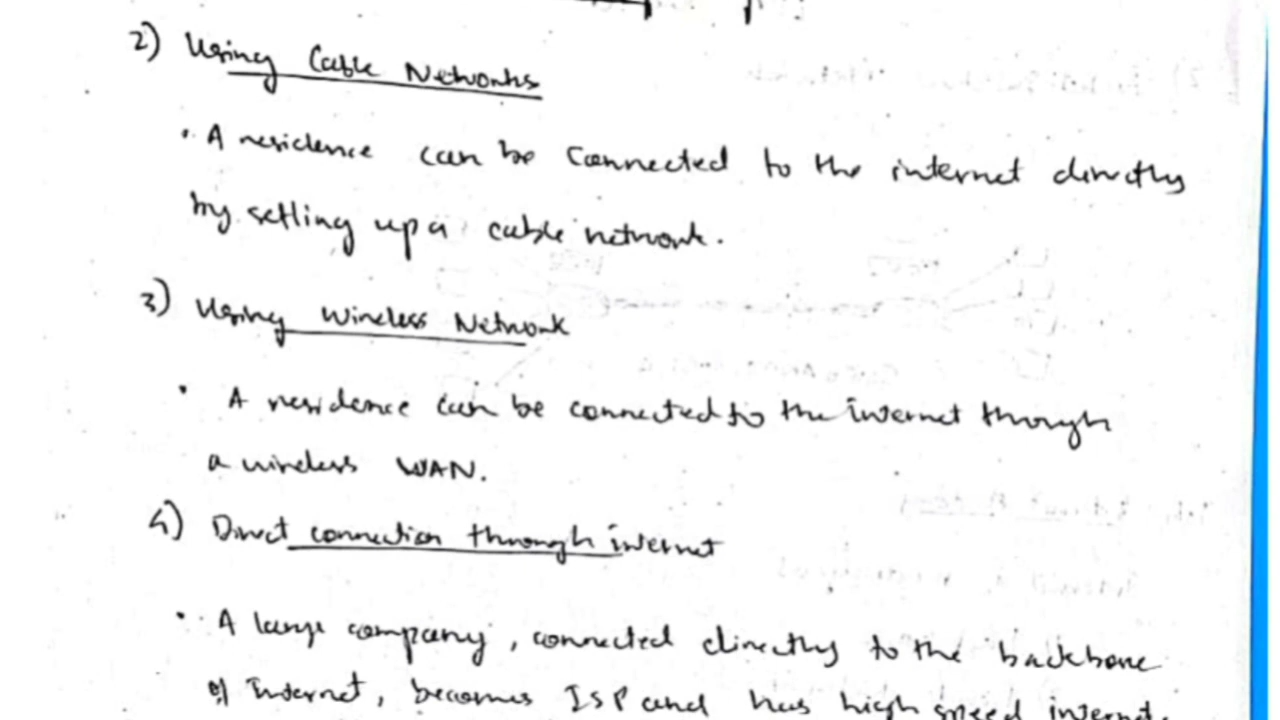 2) Using Cable Networks
• A residence can be connected to the internet directly
by setting up a cable network.
3) Using Wireless Network
• A residence can be connected to the internet through
a wireless WAN.
4) Direct connection through internet
• A large company, connected directly to the backbone
of Internet, becomes ISP and has high speed internet.